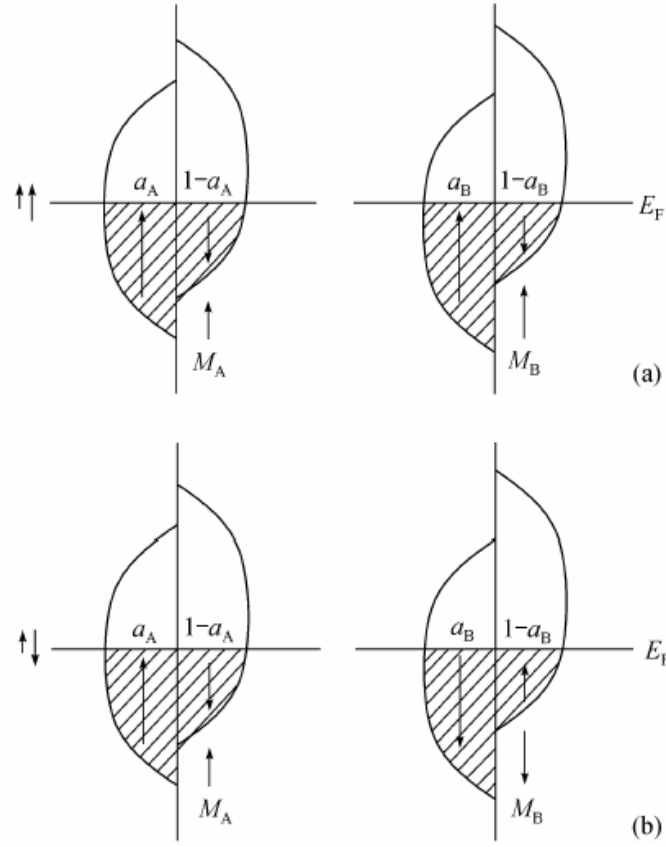 a_A 1−a_A a_B 1−a_B
↑↑ E_F
M_A M_B
(a)
a_A 1−a_A a_B 1−a_B
↑↓ E_F
M_A M_B
(b)